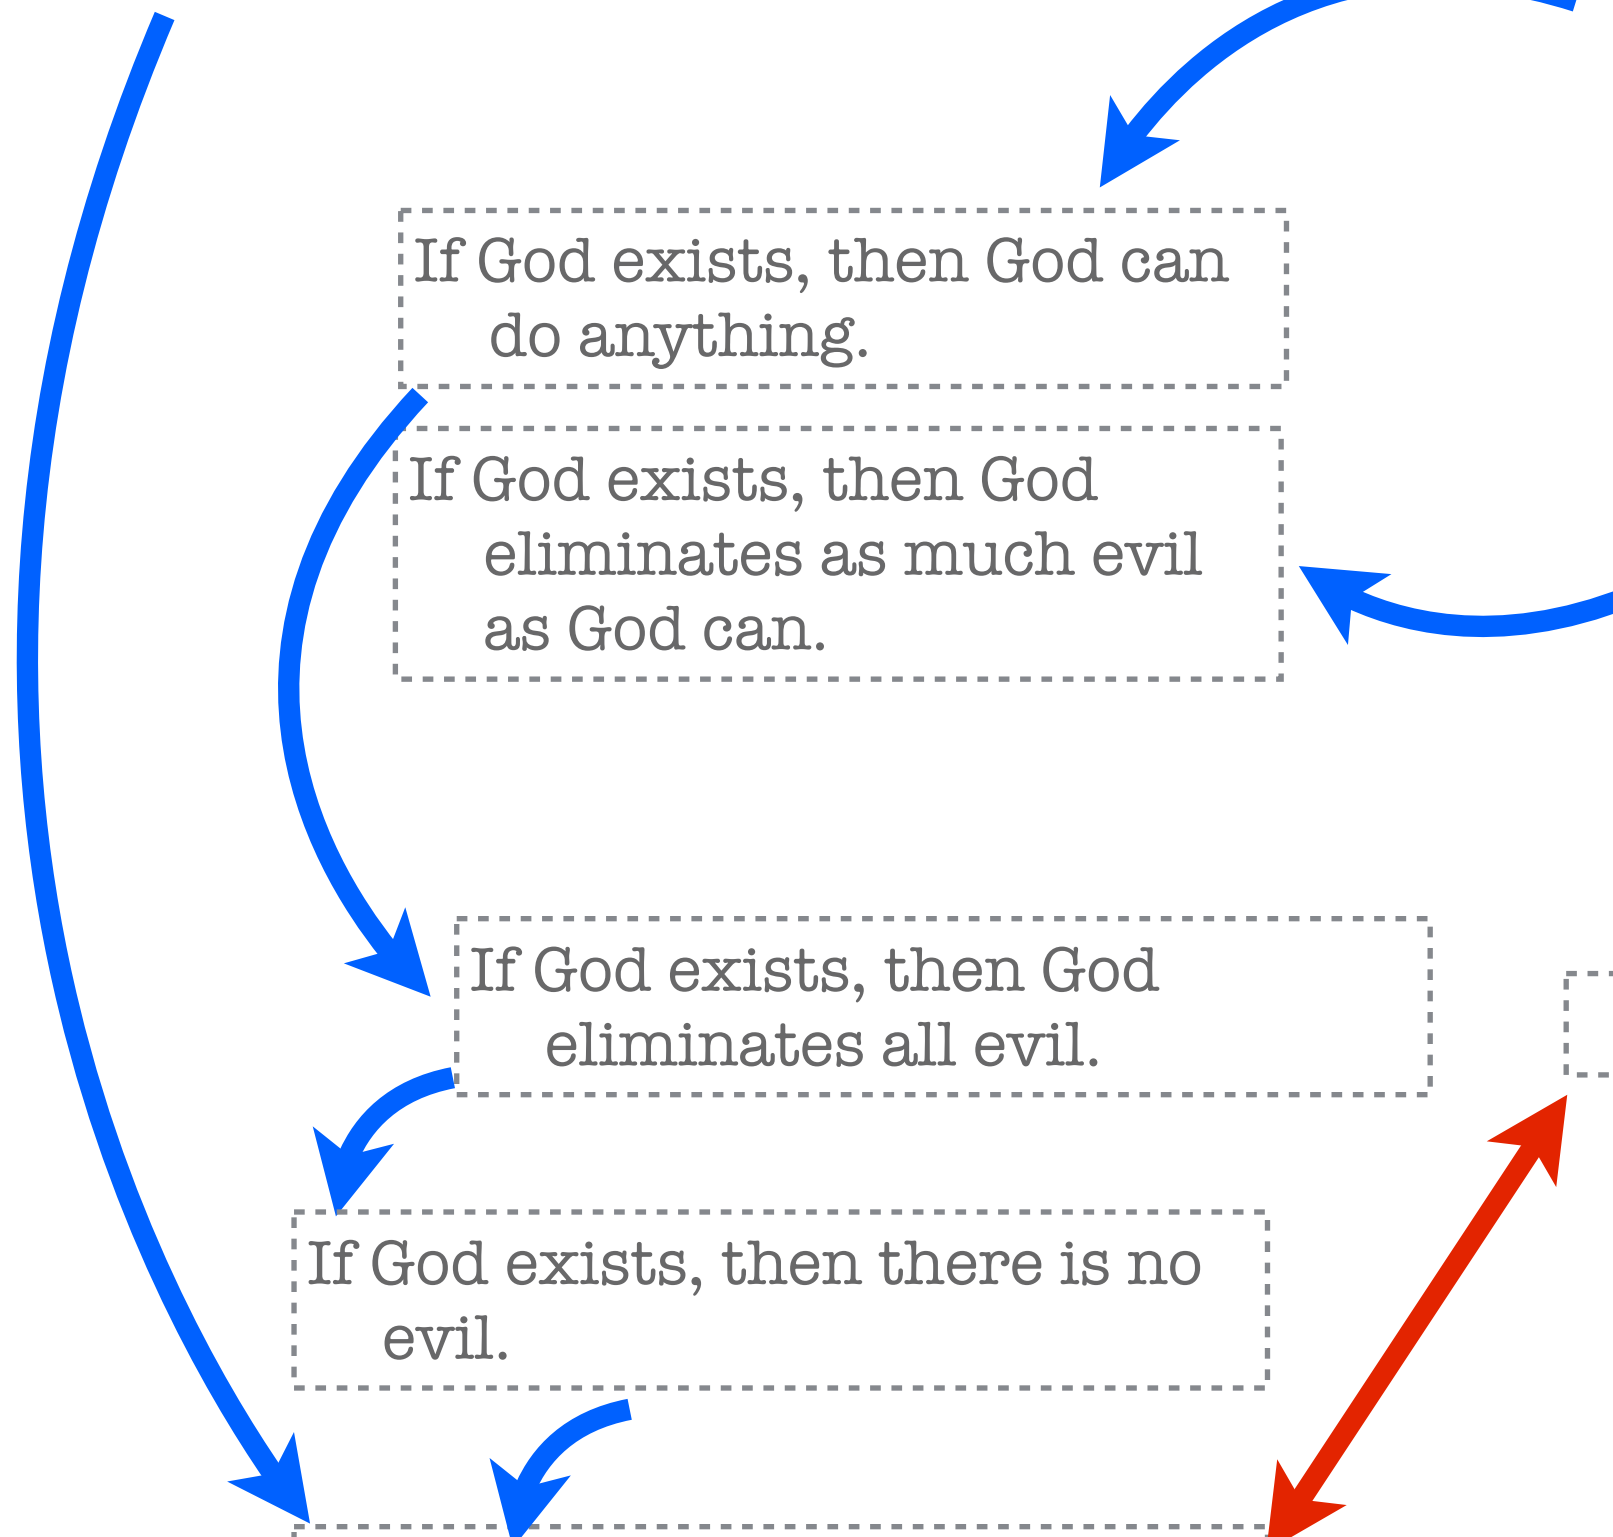 If God exists, then God can
do anything.
If God exists, then God
eliminates as much evil
as God can.
If God exists, then God
eliminates all evil.
If God exists, then there is no
evil.